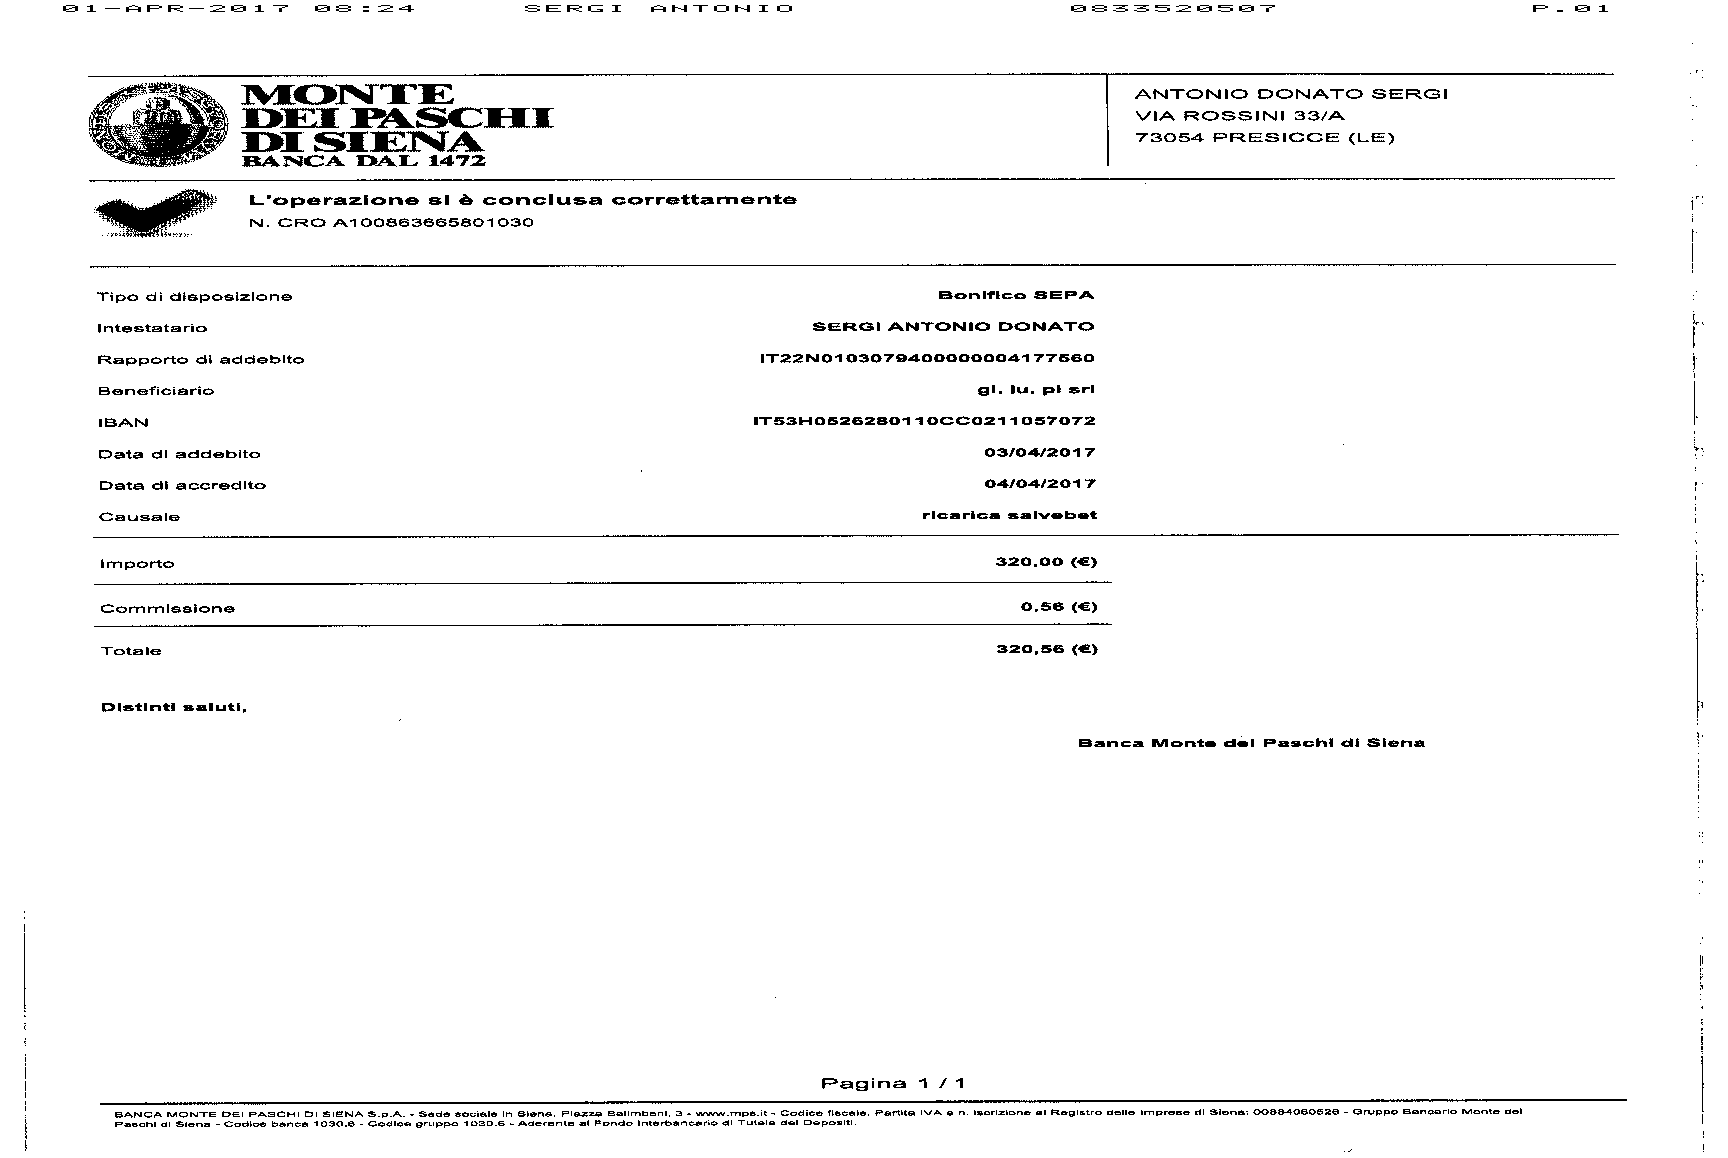 01-APR-2017 08:24 SERGI ANTONIO 0833520507 P.01
MONTE
DEI PASCHI
DI SIENA
BANCA DAL 1472
ANTONIO DONATO SERGI
VIA ROSSINI 33/A
73054 PRESICCE (LE)
L'operazione si è conclusa correttamente
N. CRO A100863665801030
Tipo di disposizione Bonifico SEPA
Intestatario SERGI ANTONIO DONATO
Rapporto di addebito IT22N0103079400000004177560
Beneficiario gi. lu. pi srl
IBAN IT53H0526280110CC0211057072
Data di addebito 03/04/2017
Data di accredito 04/04/2017
Causale ricarica salvebet
Importo 320,00 (€)
Commissione 0,56 (€)
Totale 320,56 (€)
Distinti saluti,
Banca Monte dei Paschi di Siena
Pagina 1 / 1
BANCA MONTE DEI PASCHI DI SIENA S.p.A. - Sede sociale in Siena, Piazza Salimbeni, 3 - www.mps.it - Codice fiscale, Partita IVA e n. iscrizione al Registro delle Imprese di Siena: 00884060526 - Gruppo Bancario Monte dei
Paschi di Siena - Codice banca 1030.6 - Codice gruppo 1030.6 - Aderente al Fondo Interbancario di Tutela dei Depositi.